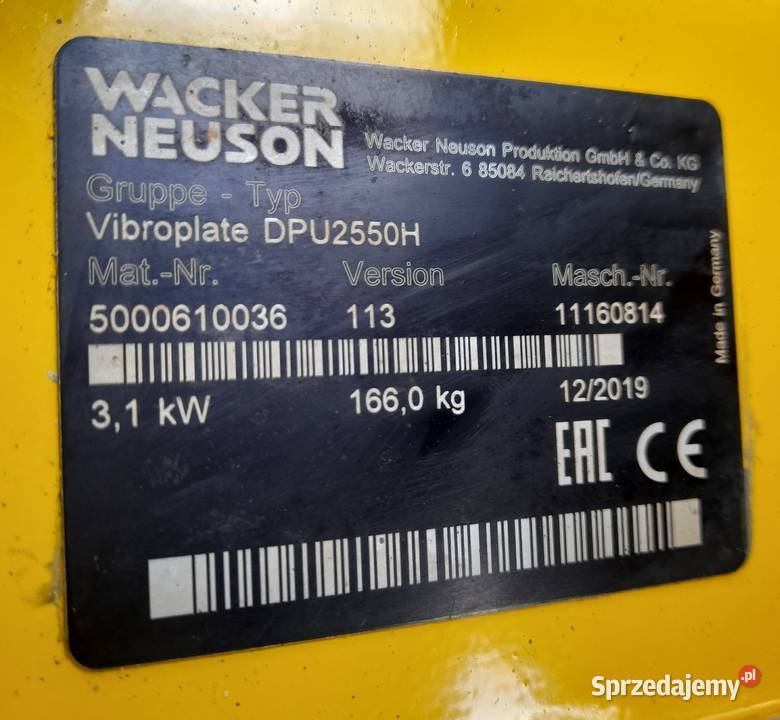 WACKER
NEUSON
Wacker Neuson Produktion GmbH & Co. KG
Wackerstr. 6 85084 Reichertshofen/Germany
Gruppe - Typ
Vibroplate DPU2550H
Mat.-Nr. Version Masch.-Nr.
5000610036 113 11160814
3,1 kW 166,0 kg 12/2019
EAC CE
Made in Germany
Sprzedajemy.pl